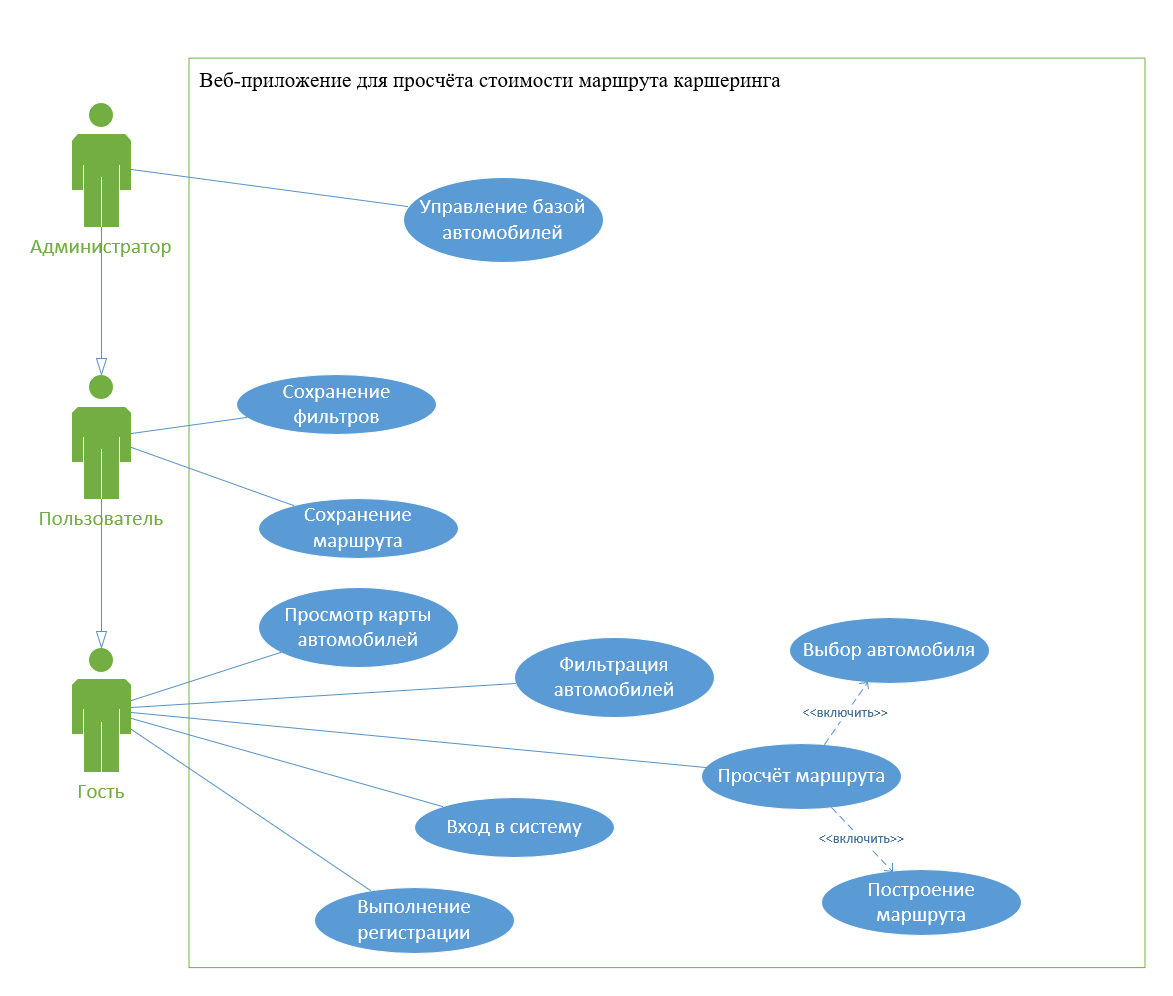 Веб-приложение для просчёта стоимости маршрута каршеринга
Управление базой
автомобилей
Администратор
Сохранение
фильтров
Пользователь
Сохранение
маршрута
Просмотр карты
автомобилей
Фильтрация
автомобилей
Выбор автомобиля
<<включить>>
Просчёт маршрута
Гость
Вход в систему
<<включить>>
Построение
маршрута
Выполнение
регистрации